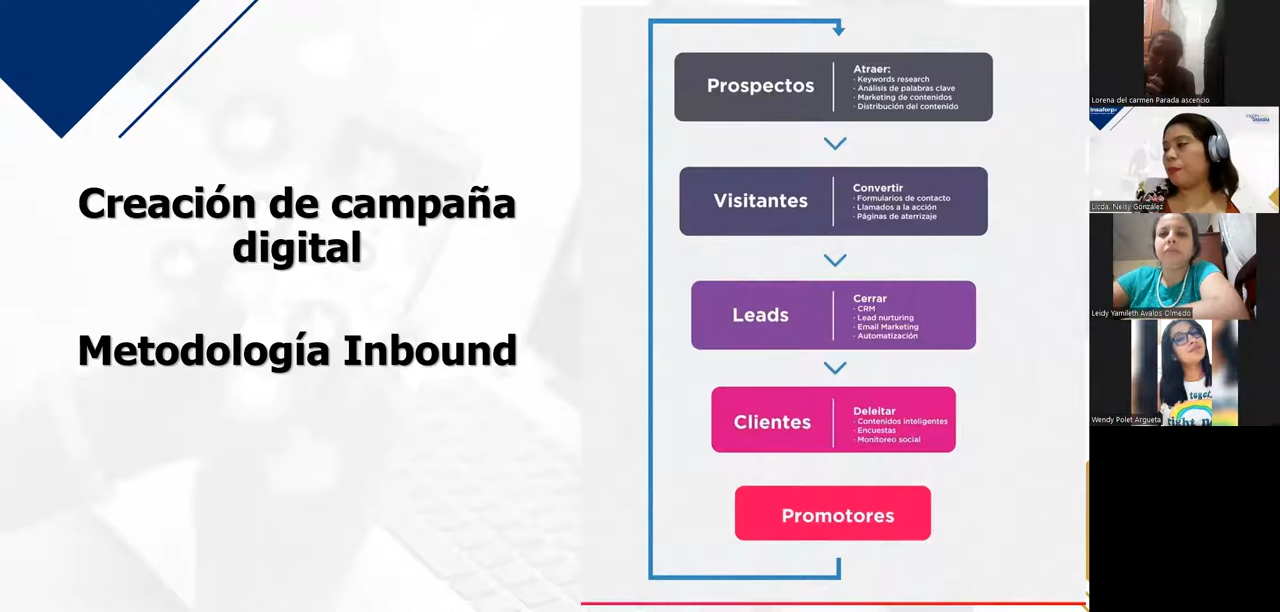 Creación de campaña
digital
Metodología Inbound
Prospectos
Atraer:
· Keywords research
· Análisis de palabras clave
· Marketing de contenidos
· Distribución del contenido
Visitantes
Convertir
· Formularios de contacto
· Llamados a la acción
· Páginas de aterrizaje
Leads
Cerrar
· CRM
· Lead nurturing
· Email Marketing
· Automatización
Clientes
Deleitar
· Contenidos inteligentes
· Encuestas
· Monitoreo social
Promotores
Lorena del carmen Parada ascencio
Insaforp
Licda. Nelsy González
Leidy Yamileth Avalos Olmedo
Wendy Polet Argueta